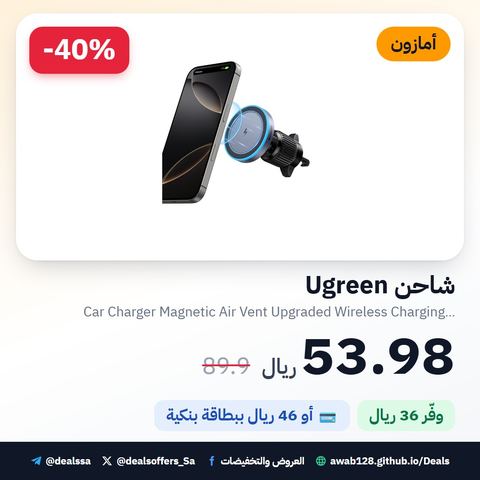 -40%
أمازون
شاحن Ugreen
Car Charger Magnetic Air Vent Upgraded Wireless Charging...
53.98 ريال 89.9
وفّر 36 ريال
أو 46 ريال ببطاقة بنكية
@dealssa @dealsoffers_Sa العروض والتخفيضات awab128.github.io/Deals